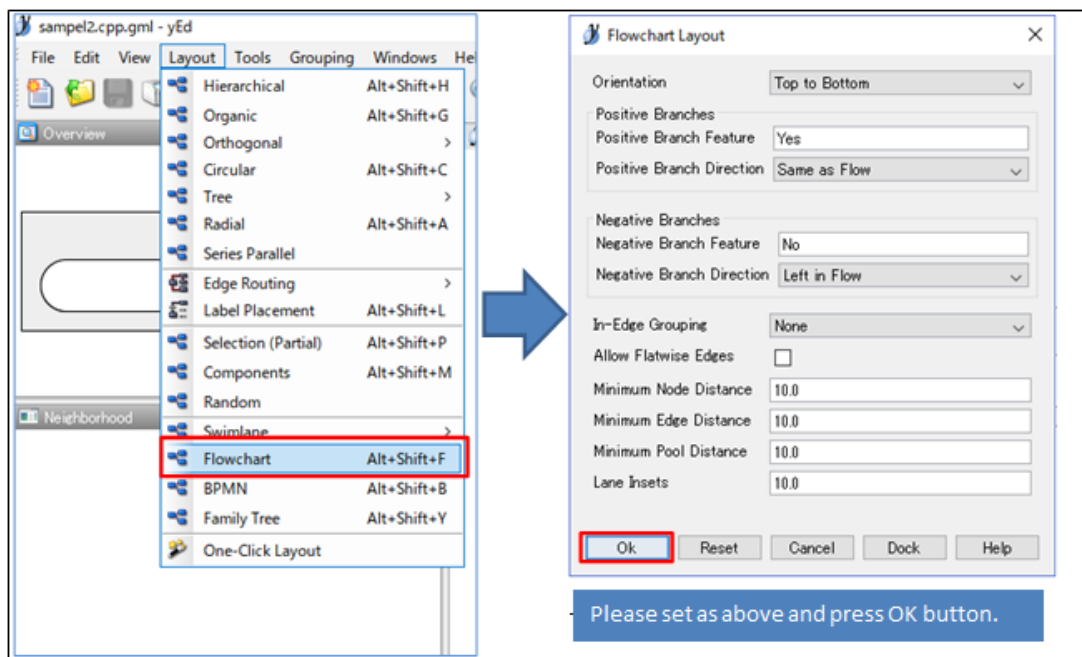 sampel2.cpp.gml - yEd
File Edit View Layout Tools Grouping Windows He
Overview
Hierarchical Alt+Shift+H
Organic Alt+Shift+G
Orthogonal >
Circular Alt+Shift+C
Tree >
Radial Alt+Shift+A
Series Parallel
Edge Routing >
Label Placement Alt+Shift+L
Selection (Partial) Alt+Shift+P
Components Alt+Shift+M
Random
Neighborhood
Swimlane >
Flowchart Alt+Shift+F
BPMN Alt+Shift+B
Family Tree Alt+Shift+Y
One-Click Layout
Flowchart Layout
Orientation Top to Bottom
Positive Branches
Positive Branch Feature Yes
Positive Branch Direction Same as Flow
Negative Branches
Negative Branch Feature No
Negative Branch Direction Left in Flow
In-Edge Grouping None
Allow Flatwise Edges
Minimum Node Distance 10.0
Minimum Edge Distance 10.0
Minimum Pool Distance 10.0
Lane Insets 10.0
Ok Reset Cancel Dock Help
Please set as above and press OK button.